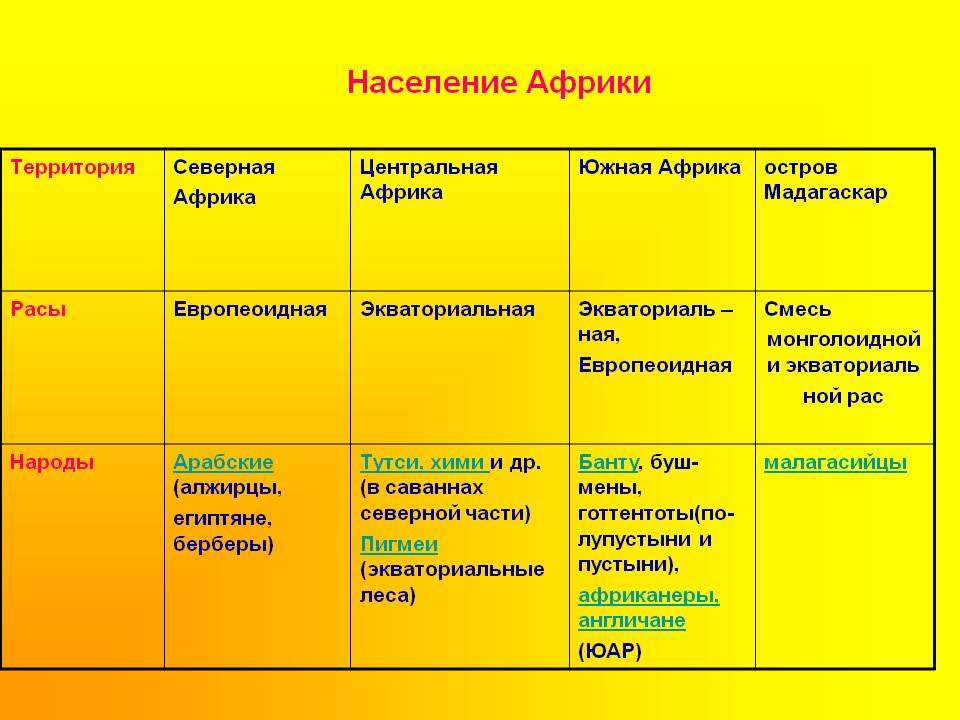 Население Африки
Территория
Северная
Африка
Центральная
Африка
Южная Африка
остров
Мадагаскар
Расы
Европеоидная
Экваториальная
Экваториаль –
ная,
Европеоидная
Смесь
монголоидной
и экваториаль
ной рас
Народы
Арабские
(алжирцы,
египтяне,
берберы)
Тутси, хими и др.
(в саваннах
северной части)
Пигмеи
(экваториальные
леса)
Банту, буш-
мены,
готтентоты(по-
лупустыни и
пустыни),
африканеры,
англичане
(ЮАР)
малагасийцы